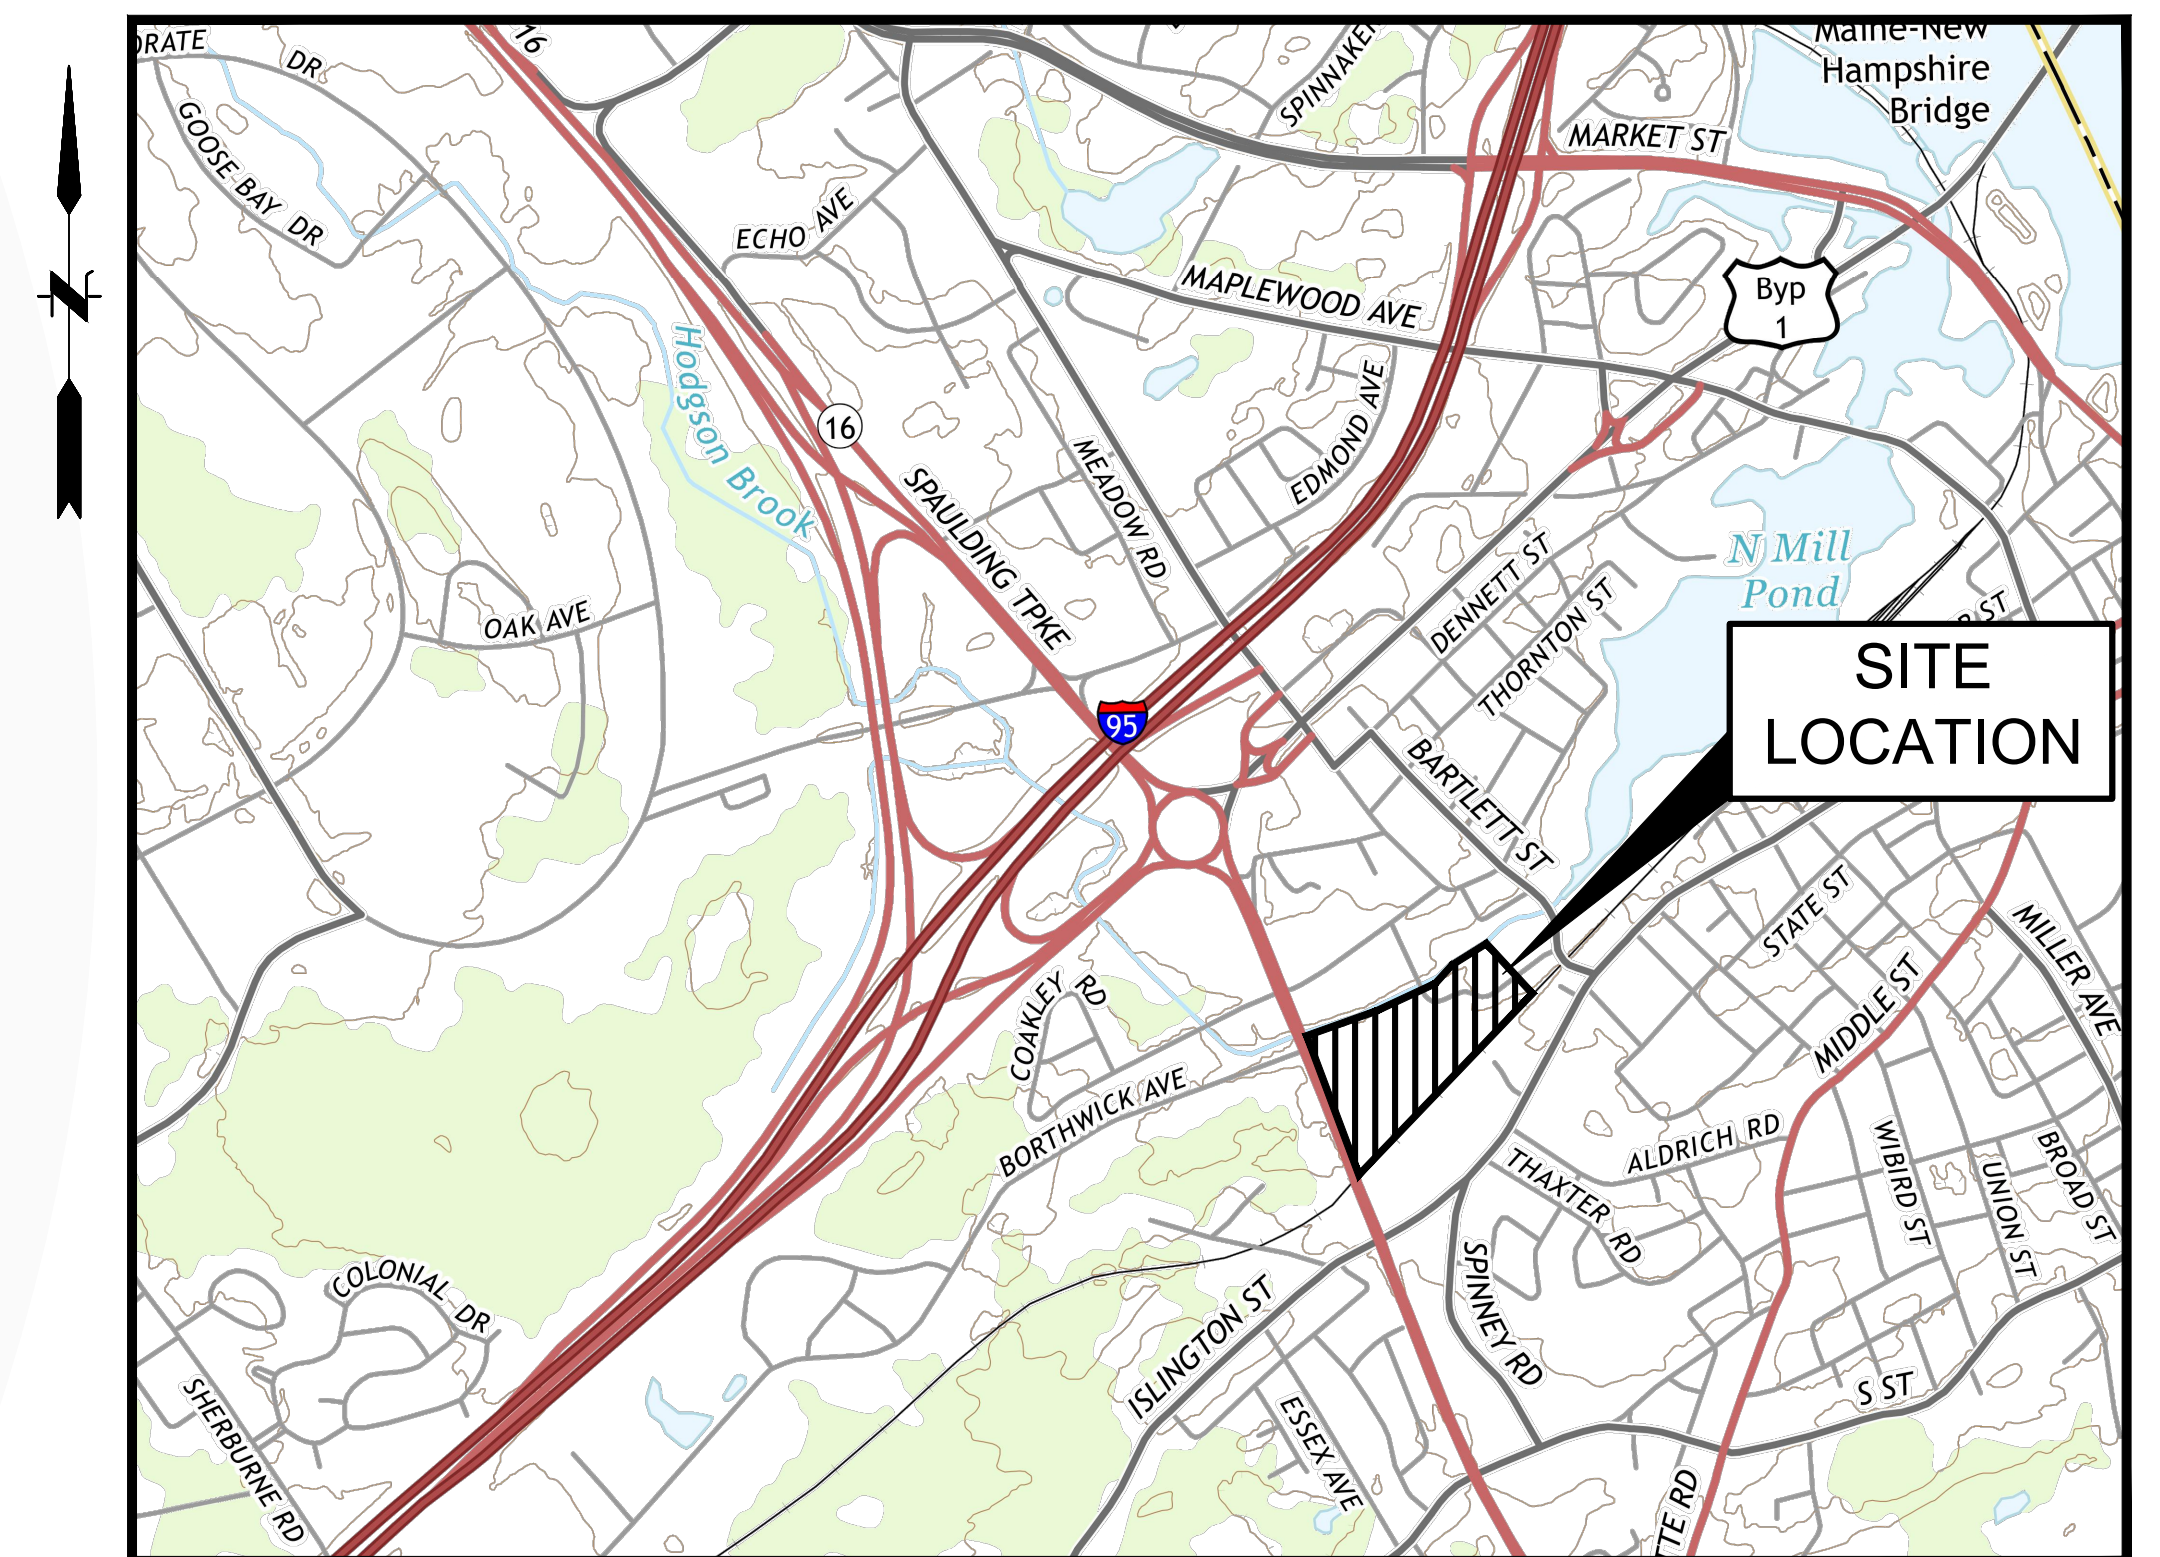 ORATE
DR
16
SPINNAKER
Maine-New
Hampshire
Bridge
GOOSE BAY DR
MARKET ST
ECHO AVE
MAPLEWOOD AVE
Byp
1
Hodgson Brook
16
EDMOND AVE
MEADOW RD
SPAULDING TPKE
N Mill
Pond
DENNETT ST
THORNTON ST
OAK AVE
ST
SITE
LOCATION
95
BARTLETT ST
STATE ST
MILLER AVE
MIDDLE ST
COAKLEY RD
BORTHWICK AVE
ALDRICH RD
THAXTER RD
WIBIRD ST
UNION ST
BROAD ST
COLONIAL DR
SPINNEY RD
ISLINGTON ST
S ST
SHERBURNE RD
ESSEX AVE
TTE RD
N